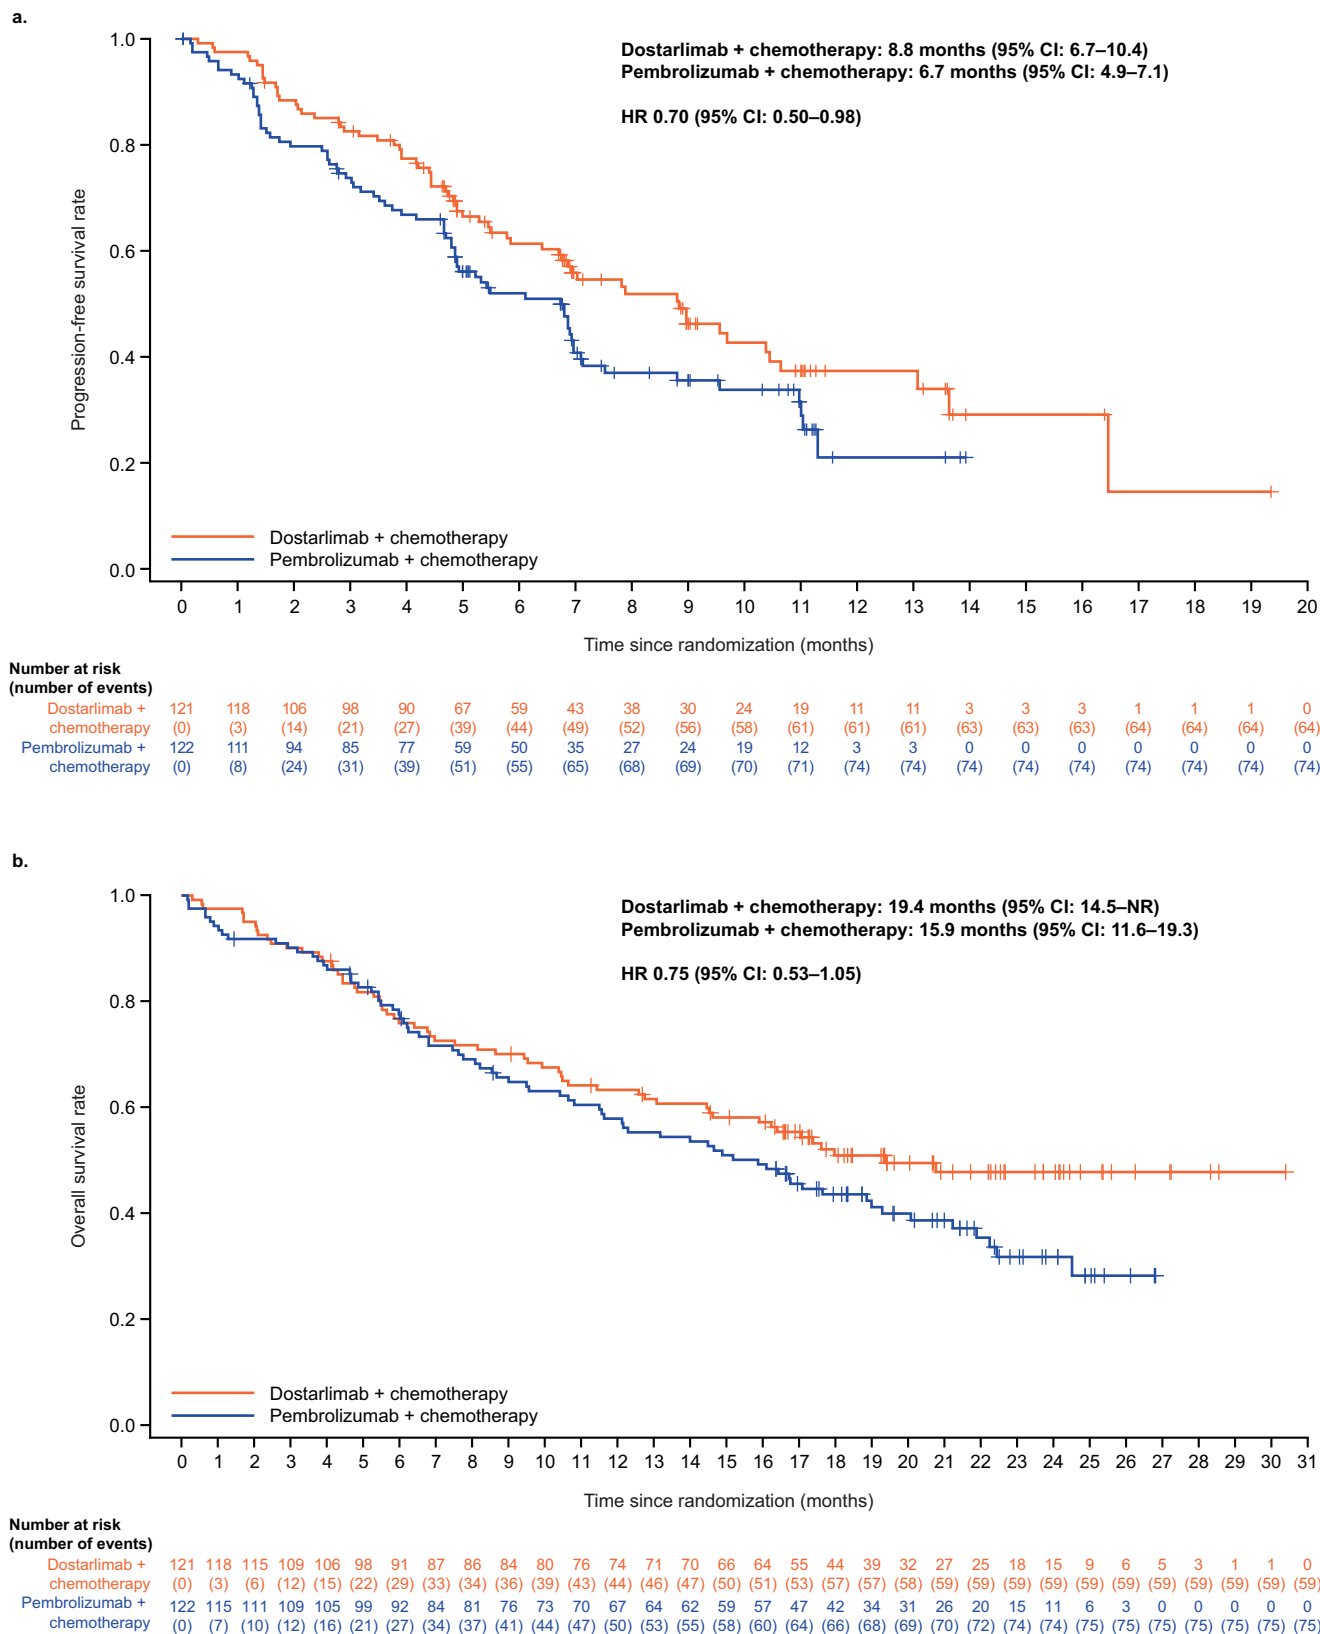 a.
Dostarlimab + chemotherapy: 8.8 months (95% CI: 6.7–10.4)
Pembrolizumab + chemotherapy: 6.7 months (95% CI: 4.9–7.1)
HR 0.70 (95% CI: 0.50–0.98)
Progression-free survival rate
1.0
0.8
0.6
0.4
0.2
0.0
Dostarlimab + chemotherapy
Pembrolizumab + chemotherapy
0 1 2 3 4 5 6 7 8 9 10 11 12 13 14 15 16 17 18 19 20
Time since randomization (months)
Number at risk
(number of events)
Dostarlimab + 121 118 106 98 90 67 59 43 38 30 24 19 11 11 3 3 3 1 1 1 0
chemotherapy (0) (3) (14) (21) (27) (39) (44) (49) (52) (56) (58) (61) (61) (61) (63) (63) (63) (64) (64) (64) (64)
Pembrolizumab + 122 111 94 85 77 59 50 35 27 24 19 12 3 3 0 0 0 0 0 0 0
chemotherapy (0) (8) (24) (31) (39) (51) (55) (65) (68) (69) (70) (71) (74) (74) (74) (74) (74) (74) (74) (74) (74)
b.
Dostarlimab + chemotherapy: 19.4 months (95% CI: 14.5–NR)
Pembrolizumab + chemotherapy: 15.9 months (95% CI: 11.6–19.3)
HR 0.75 (95% CI: 0.53–1.05)
Overall survival rate
1.0
0.8
0.6
0.4
0.2
0.0
Dostarlimab + chemotherapy
Pembrolizumab + chemotherapy
0 1 2 3 4 5 6 7 8 9 10 11 12 13 14 15 16 17 18 19 20 21 22 23 24 25 26 27 28 29 30 31
Time since randomization (months)
Number at risk
(number of events)
Dostarlimab + 121 118 115 109 106 98 91 87 86 84 80 76 74 71 70 66 64 55 44 39 32 27 25 18 15 9 6 5 3 1 1 0
chemotherapy (0) (3) (6) (12) (15) (22) (29) (33) (34) (36) (39) (43) (44) (46) (47) (50) (51) (53) (57) (57) (58) (59) (59) (59) (59) (59) (59) (59) (59) (59) (59) (59)
Pembrolizumab + 122 115 111 109 105 99 92 84 81 76 73 70 67 64 62 59 57 47 42 34 31 26 20 15 11 6 3 0 0 0 0 0
chemotherapy (0) (7) (10) (12) (16) (21) (27) (34) (37) (41) (44) (47) (50) (53) (55) (58) (60) (64) (66) (68) (69) (70) (72) (74) (74) (75) (75) (75) (75) (75) (75) (75)